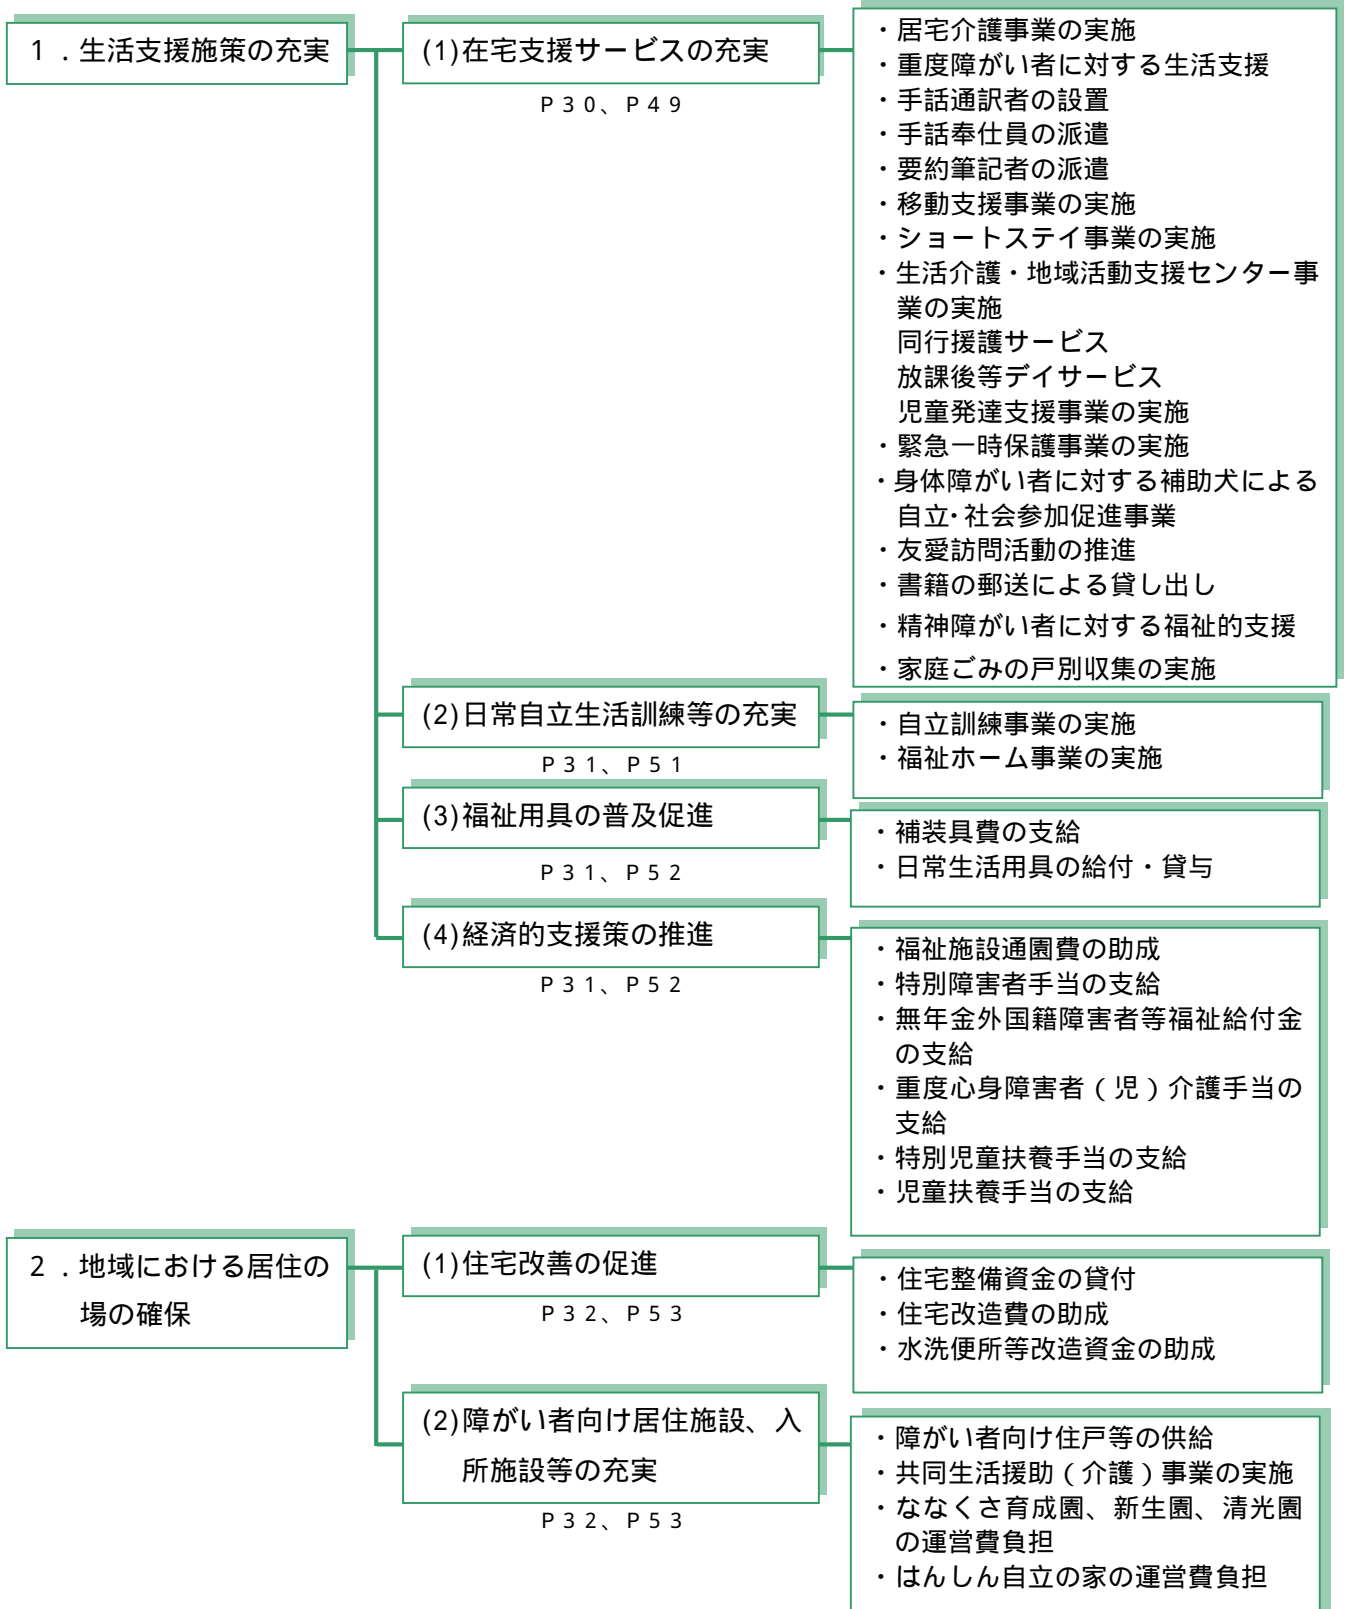 1．生活支援施策の充実
(1)在宅支援サービスの充実
P30、P49
・居宅介護事業の実施
・重度障がい者に対する生活支援
・手話通訳者の設置
・手話奉仕員の派遣
・要約筆記者の派遣
・移動支援事業の実施
・ショートステイ事業の実施
・生活介護・地域活動支援センター事
業の実施
同行援護サービス
放課後等デイサービス
児童発達支援事業の実施
・緊急一時保護事業の実施
・身体障がい者に対する補助犬による
自立・社会参加促進事業
・友愛訪問活動の推進
・書籍の郵送による貸し出し
・精神障がい者に対する福祉的支援
・家庭ごみの戸別収集の実施
(2)日常自立生活訓練等の充実
P31、P51
・自立訓練事業の実施
・福祉ホーム事業の実施
(3)福祉用具の普及促進
P31、P52
・補装具費の支給
・日常生活用具の給付・貸与
(4)経済的支援策の推進
P31、P52
・福祉施設通園費の助成
・特別障害者手当の支給
・無年金外国籍障害者等福祉給付金
の支給
・重度心身障害者（児）介護手当の
支給
・特別児童扶養手当の支給
・児童扶養手当の支給
2．地域における居住の
場の確保
(1)住宅改善の促進
P32、P53
・住宅整備資金の貸付
・住宅改造費の助成
・水洗便所等改造資金の助成
(2)障がい者向け居住施設、入
所施設等の充実
P32、P53
・障がい者向け住戸等の供給
・共同生活援助（介護）事業の実施
・ななくさ育成園、新生園、清光園
の運営費負担
・はんしん自立の家の運営費負担